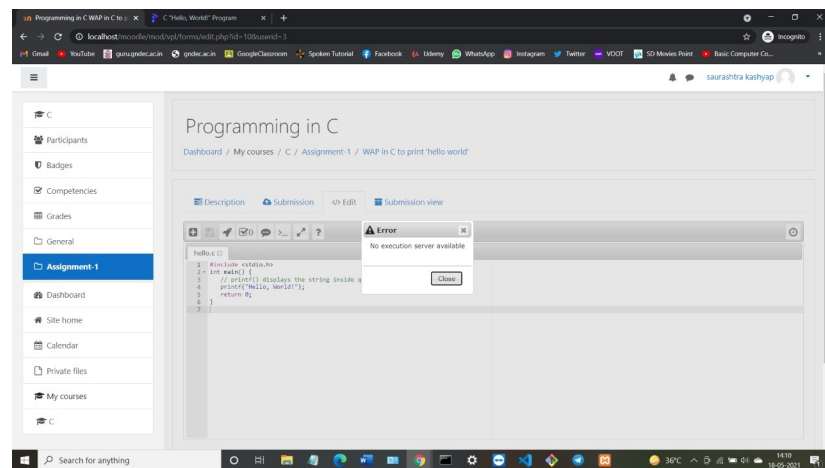 Programming in C WAP in C to p
C "Hello, World!" Program
localhost/moodle/mod/vpl/forms/edit.php?id=10&userid=3
Incognito
Gmail YouTube guru.gndec.ac.in gndec.ac.in GoogleClassroom Spoken Tutorial Facebook Udemy WhatsApp Instagram Twitter VOOT SD Movies Point Basic Computer Co...
saurashtra kashyap
C
Participants
Badges
Competencies
Grades
General
Assignment-1
Dashboard
Site home
Calendar
Private files
My courses
C
Programming in C
Dashboard / My courses / C / Assignment-1 / WAP in C to print 'hello world'
Description Submission </> Edit Submission view
Error
No execution server available
Close
hello.c
1 #include <stdio.h>
2 int main() {
3 // printf() displays the string inside q
4 printf("Hello, World!");
5 return 0;
6 }
7
Search for anything
36°C
14:10
18-05-2021